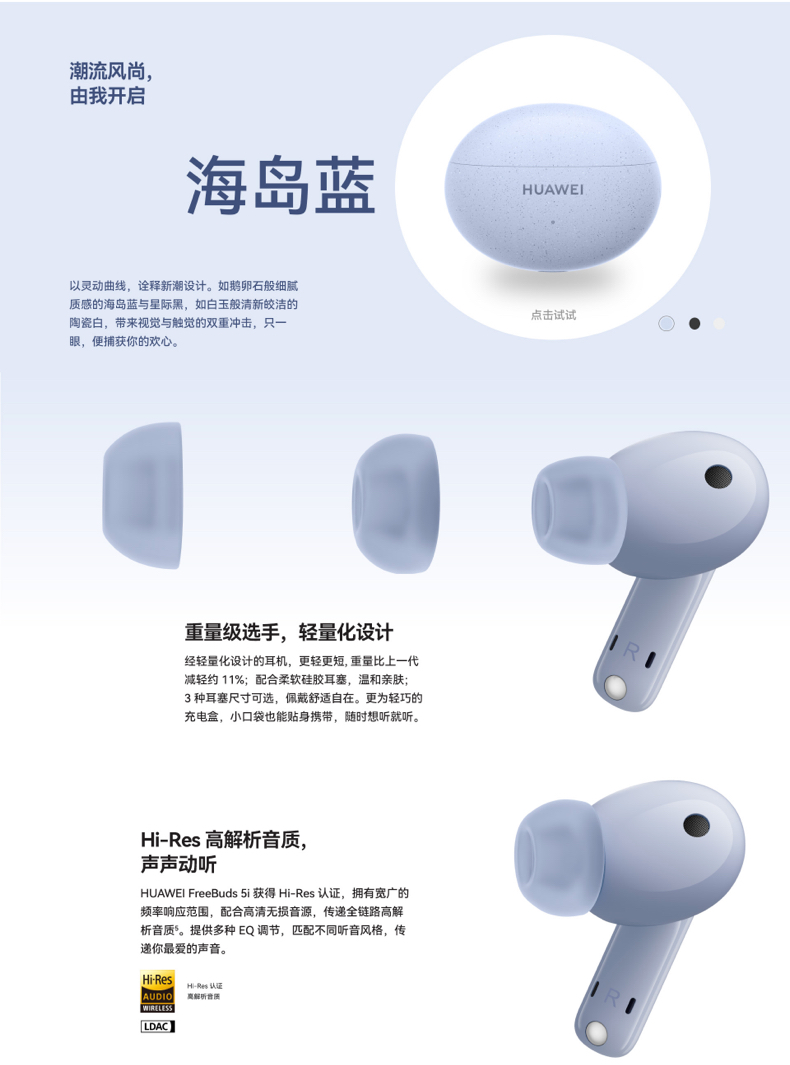 潮流风尚，
由我开启
海岛蓝
HUAWEI
以灵动曲线，诠释新潮设计。如鹅卵石般细腻
质感的海岛蓝与星际黑，如白玉般清新皎洁的
陶瓷白，带来视觉与触觉的双重冲击，只一
眼，便捕获你的欢心。
点击试试
重量级选手，轻量化设计
经轻量化设计的耳机，更轻更短，重量比上一代
减轻约 11%；配合柔软硅胶耳塞，温和亲肤；
3 种耳塞尺寸可选，佩戴舒适自在。更为轻巧的
充电盒，小口袋也能贴身携带，随时想听就听。
R
Hi-Res 高解析音质，
声声动听
HUAWEI FreeBuds 5i 获得 Hi-Res 认证，拥有宽广的
频率响应范围，配合高清无损音源，传递全链路高解
析音质⁵。提供多种 EQ 调节，匹配不同听音风格，传
递你最爱的声音。
Hi-Res
AUDIO
WIRELESS
Hi-Res 认证
高解析音质
LDAC
R